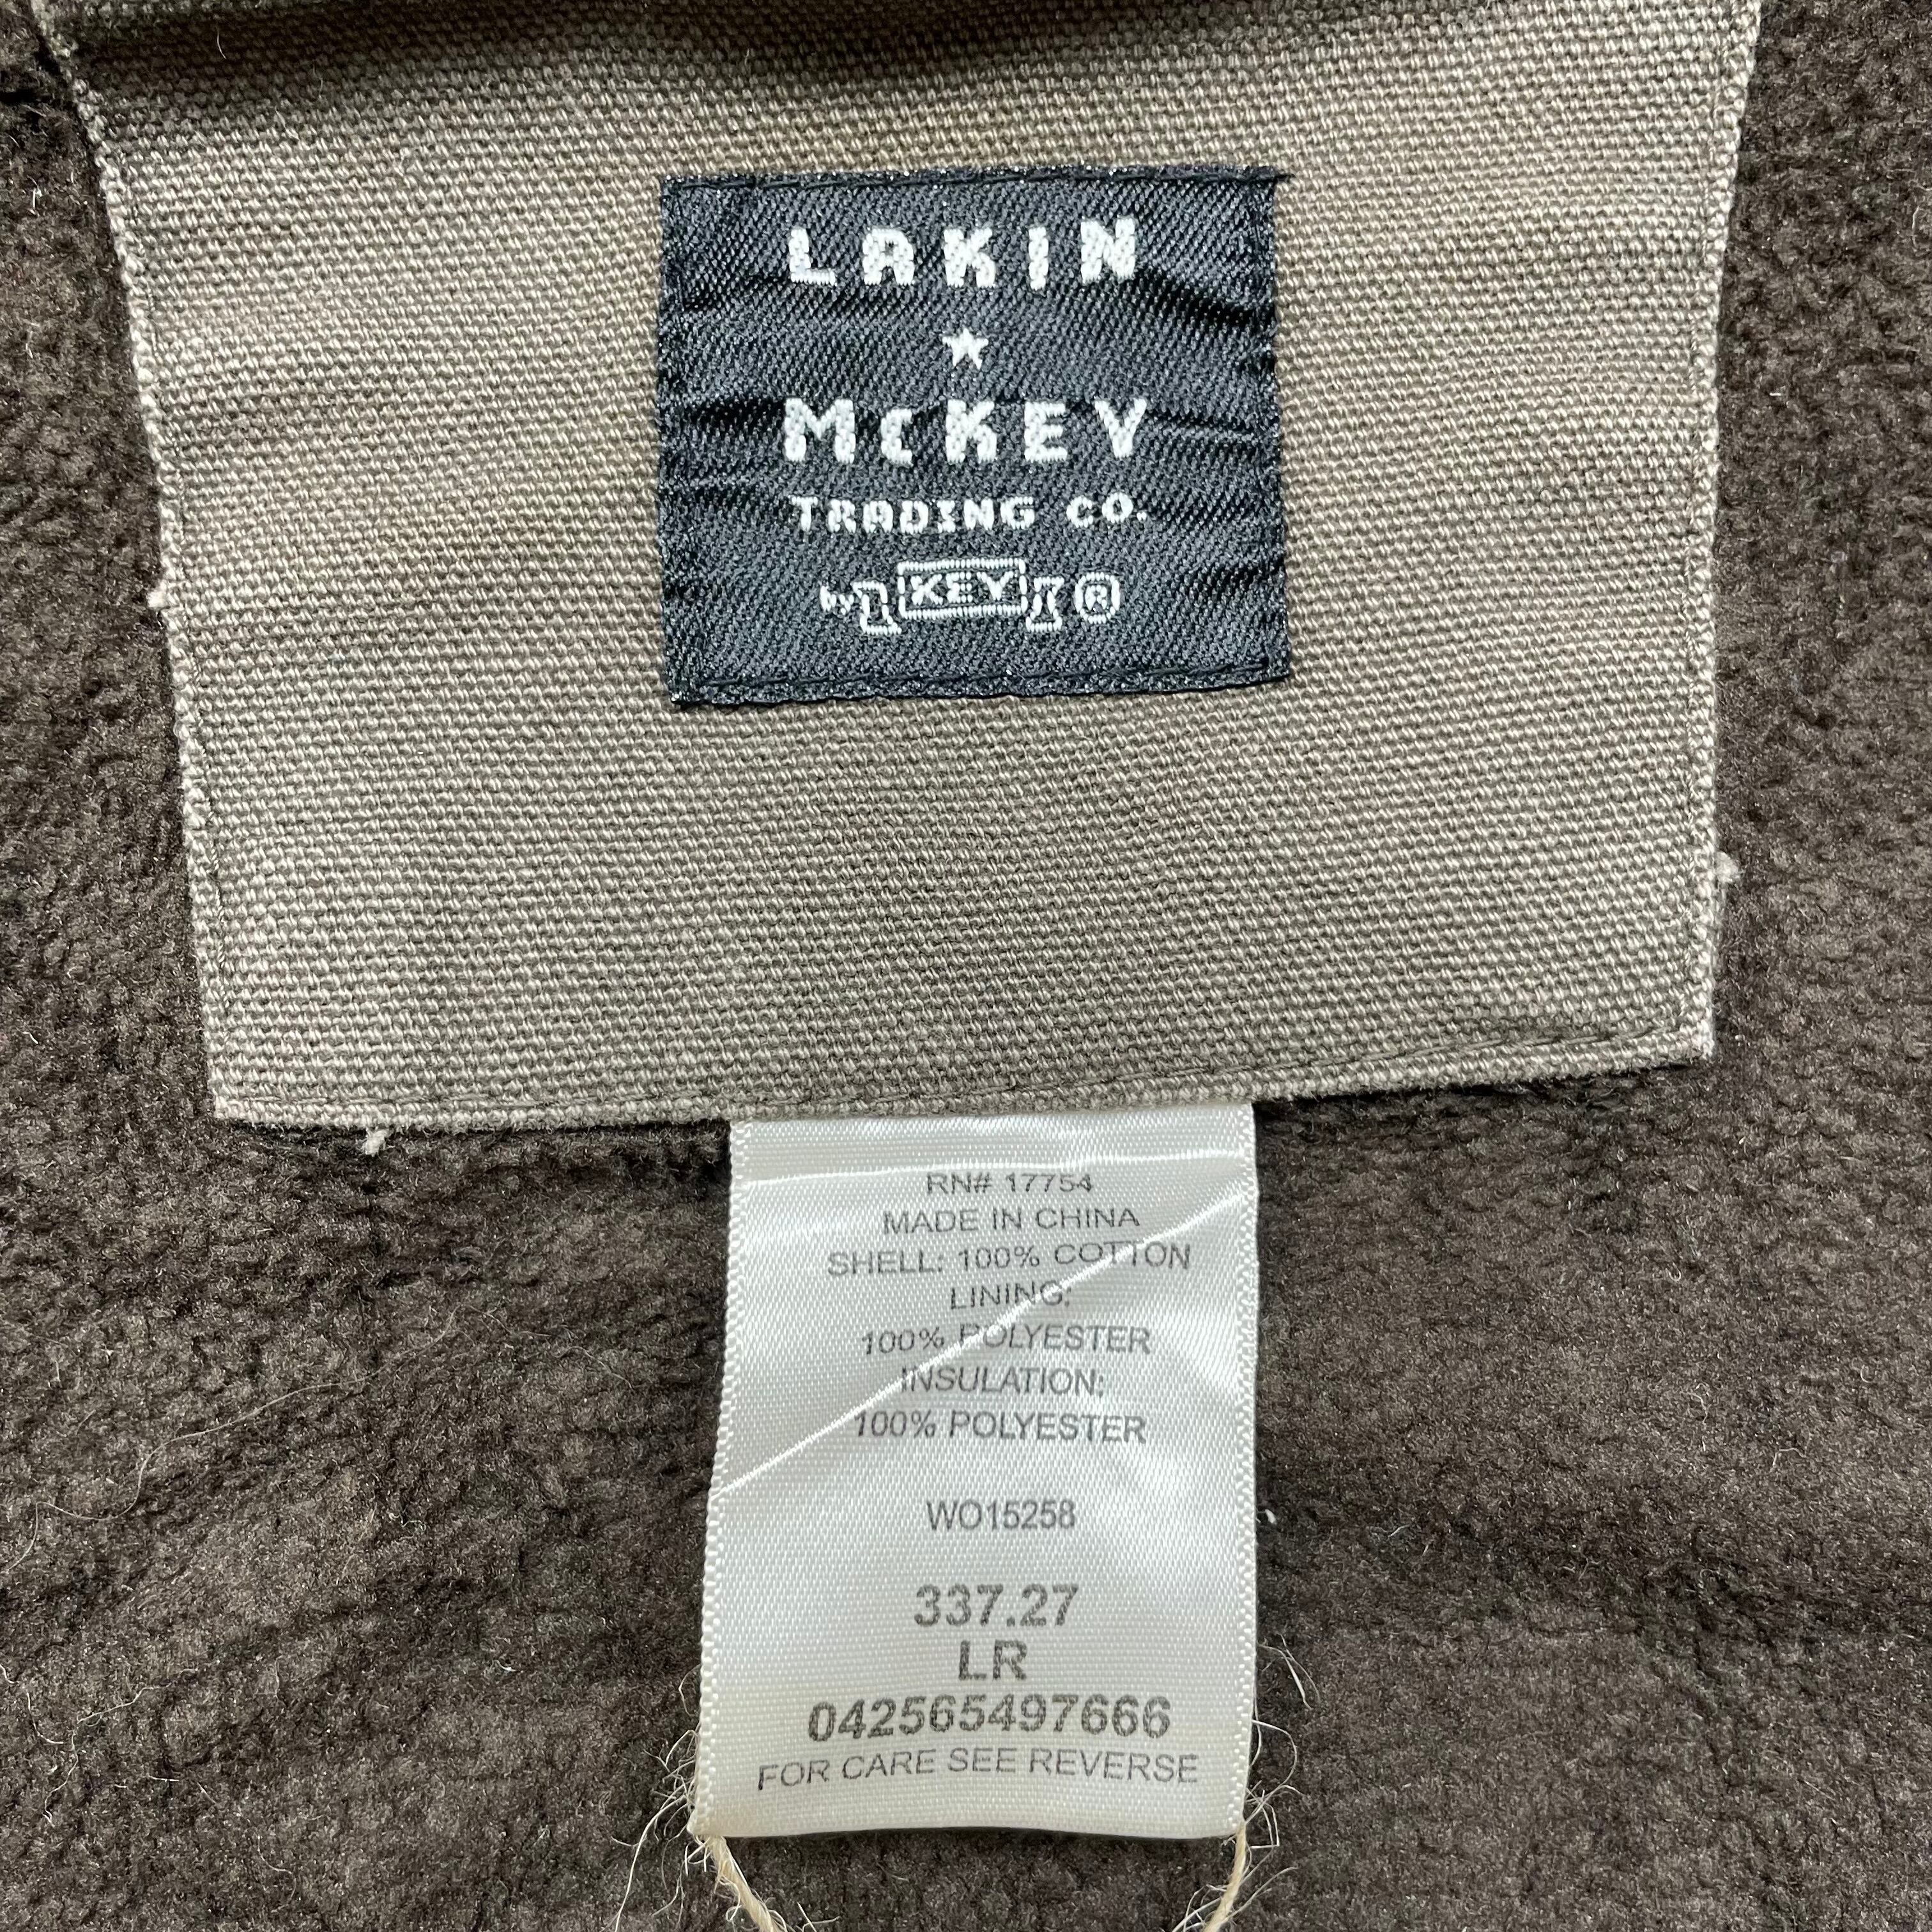 LAKIN
★
McKEY
TRADING CO.
by KEY ®
RN# 17754
MADE IN CHINA
SHELL: 100% COTTON
LINING:
100% POLYESTER
INSULATION:
100% POLYESTER
WO15258
337.27
LR
042565497666
FOR CARE SEE REVERSE